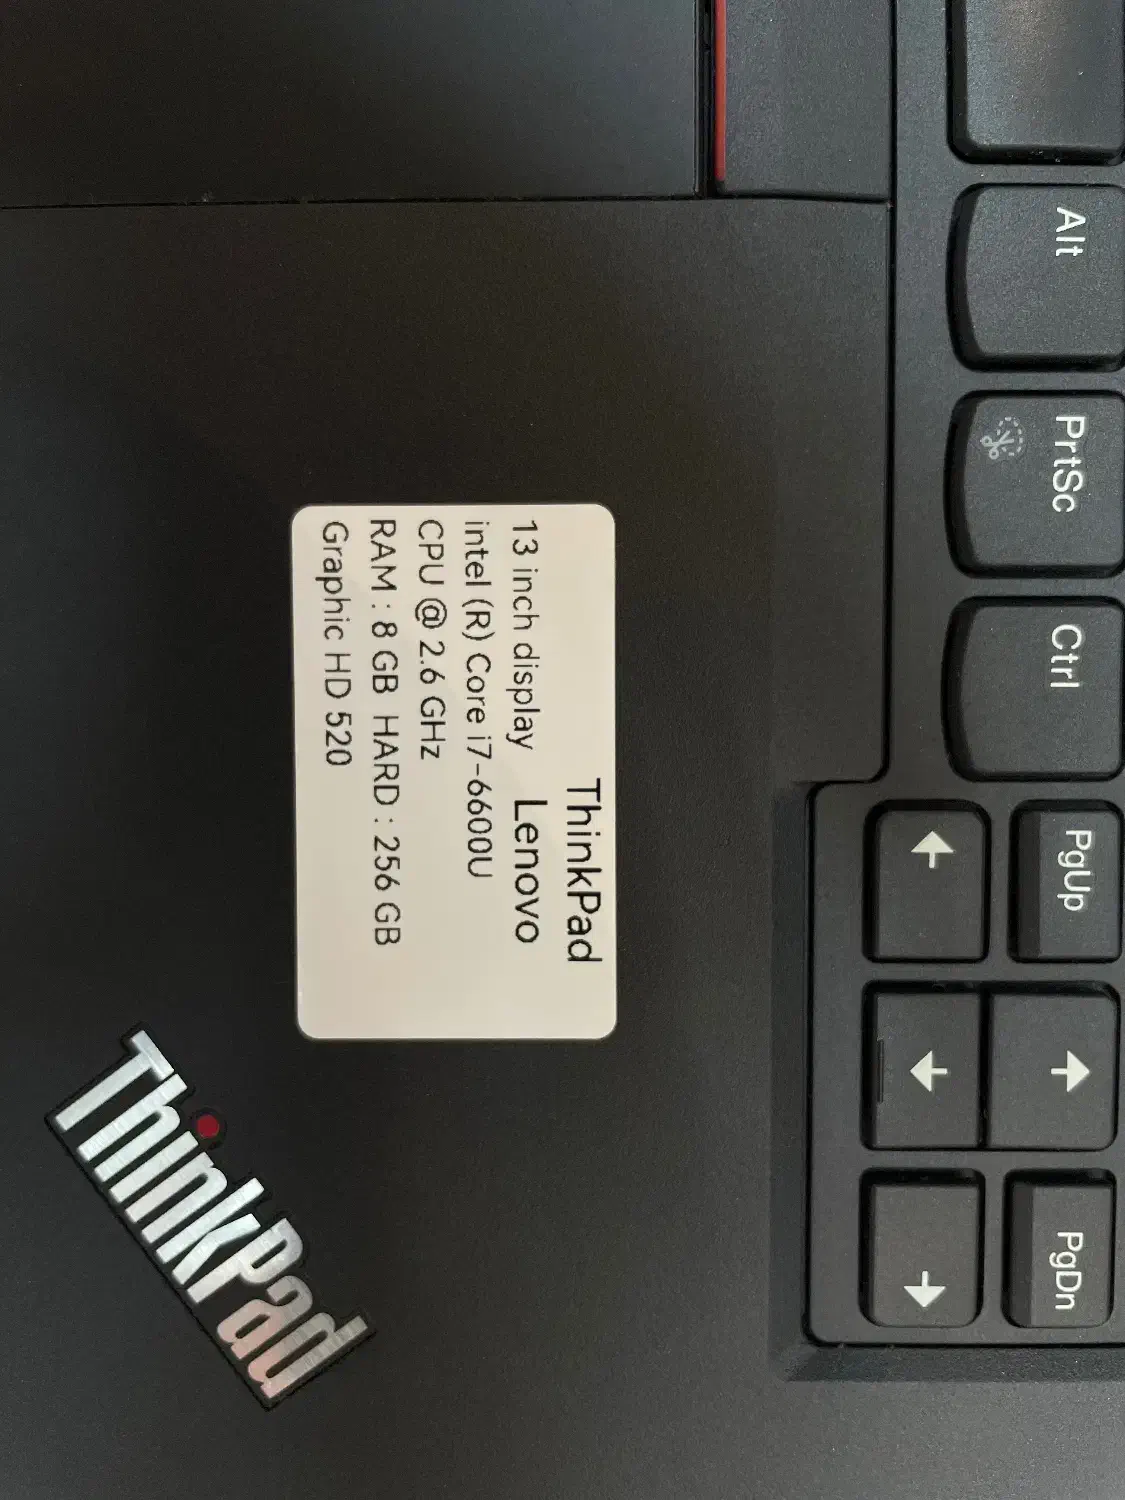 ThinkPad
13 inch display Lenovo
intel (R) Core i7-6600U
CPU @ 2.6 GHz
RAM : 8 GB HARD : 256 GB
Graphic HD 520
ThinkPad
Alt
PrtSc
Ctrl
PgUp
PgDn